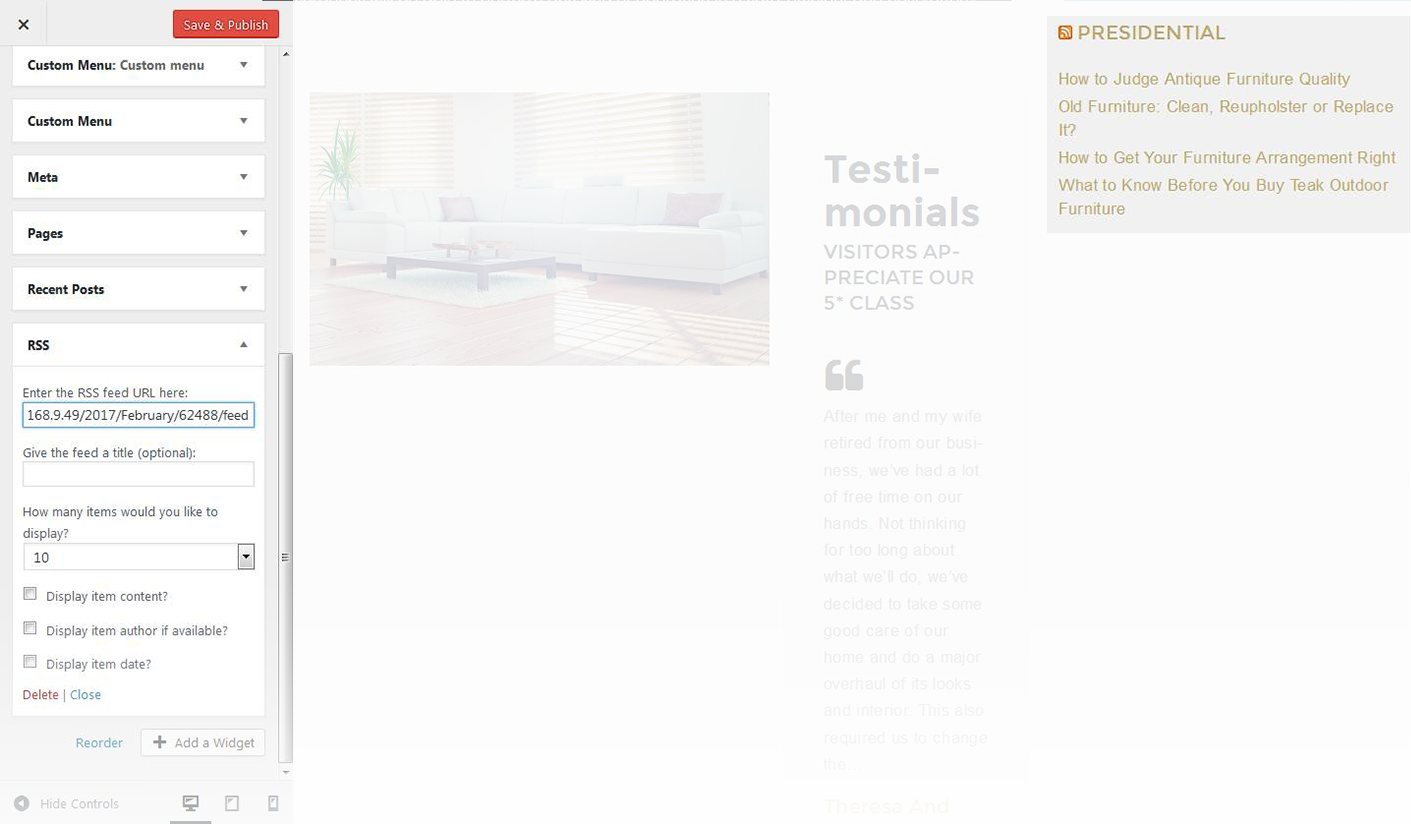 Save & Publish
Custom Menu: Custom menu
Custom Menu
Meta
Pages
Recent Posts
RSS
Enter the RSS feed URL here:
168.9.49/2017/February/62488/feed
Give the feed a title (optional):
How many items would you like to
display?
10
Display item content?
Display item author if available?
Display item date?
Delete | Close
Reorder
Add a Widget
Hide Controls
Testi-
monials
VISITORS AP-
PRECIATE OUR
5* CLASS
After me and my wife
retired from our busi-
ness, we've had a lot
of free time on our
hands. Not thinking
for too long about
what we'll do, we've
decided to take some
good care of our
home and do a major
overhaul of its looks
and interior. This also
required us to change
the...
Theresa And
PRESIDENTIAL
How to Judge Antique Furniture Quality
Old Furniture: Clean, Reupholster or Replace
It?
How to Get Your Furniture Arrangement Right
What to Know Before You Buy Teak Outdoor
Furniture